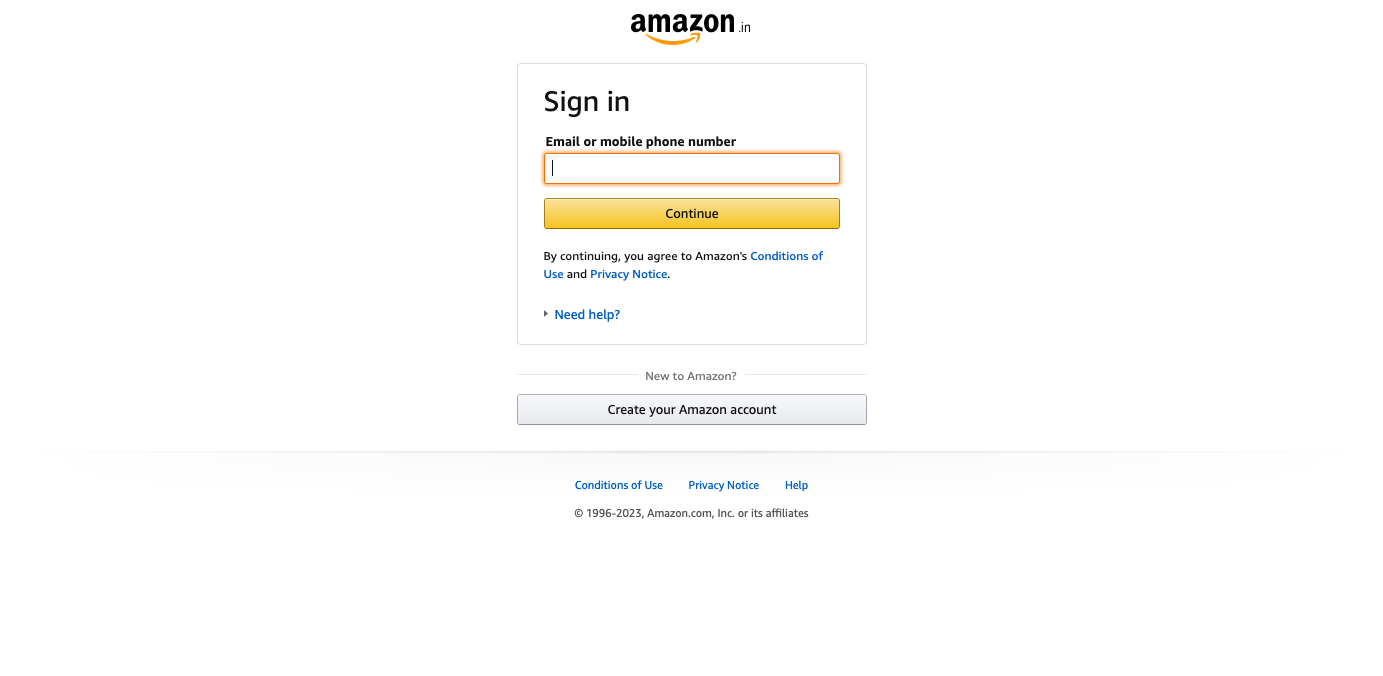 amazon.in
Sign in
Email or mobile phone number
Continue
By continuing, you agree to Amazon's Conditions of
Use and Privacy Notice.
Need help?
New to Amazon?
Create your Amazon account
Conditions of Use Privacy Notice Help
© 1996-2023, Amazon.com, Inc. or its affiliates